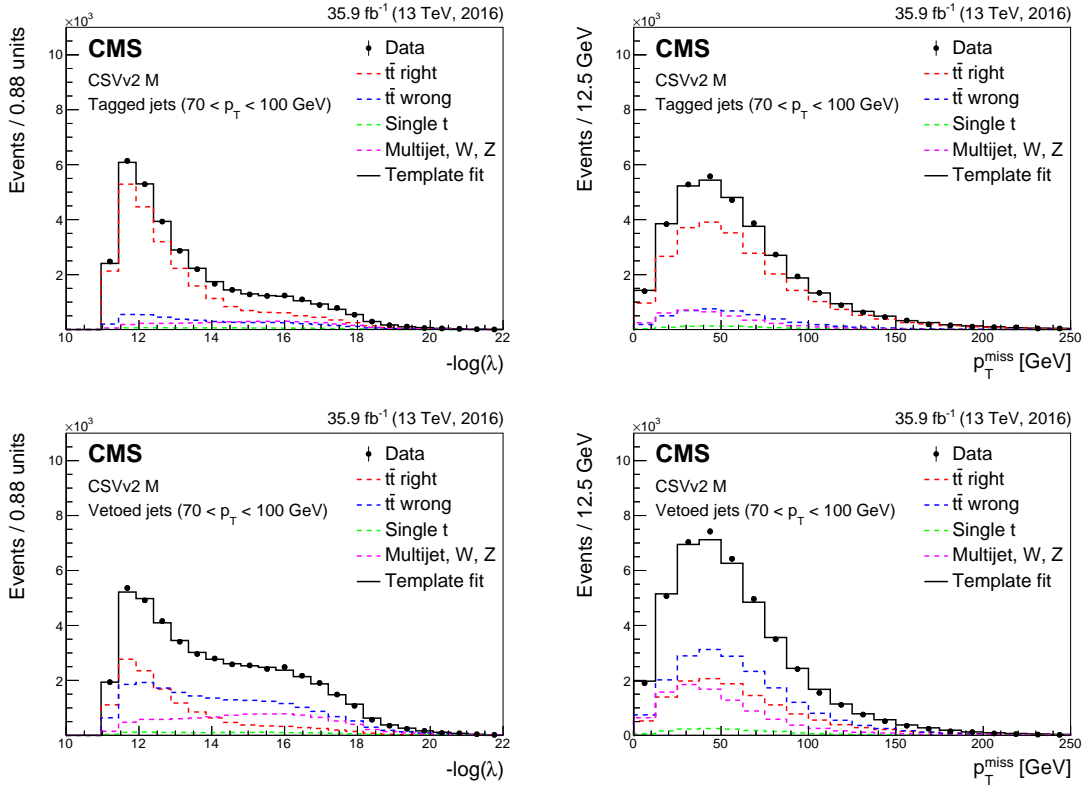 35.9 fb⁻¹ (13 TeV, 2016)
×10³
Events / 0.88 units
10
8
6
4
2
CMS
CSVv2 M
Tagged jets (70 < p_T < 100 GeV)
Data
tt̄ right
tt̄ wrong
Single t
Multijet, W, Z
Template fit
10 12 14 16 18 20 22
-log(λ)
35.9 fb⁻¹ (13 TeV, 2016)
×10³
Events / 12.5 GeV
10
8
6
4
2
CMS
CSVv2 M
Tagged jets (70 < p_T < 100 GeV)
Data
tt̄ right
tt̄ wrong
Single t
Multijet, W, Z
Template fit
0 50 100 150 200 250
p_T^miss [GeV]
35.9 fb⁻¹ (13 TeV, 2016)
×10³
Events / 0.88 units
10
8
6
4
2
0
CMS
CSVv2 M
Vetoed jets (70 < p_T < 100 GeV)
Data
tt̄ right
tt̄ wrong
Single t
Multijet, W, Z
Template fit
10 12 14 16 18 20 22
-log(λ)
35.9 fb⁻¹ (13 TeV, 2016)
×10³
Events / 12.5 GeV
10
8
6
4
2
0
CMS
CSVv2 M
Vetoed jets (70 < p_T < 100 GeV)
Data
tt̄ right
tt̄ wrong
Single t
Multijet, W, Z
Template fit
0 50 100 150 200 250
p_T^miss [GeV]